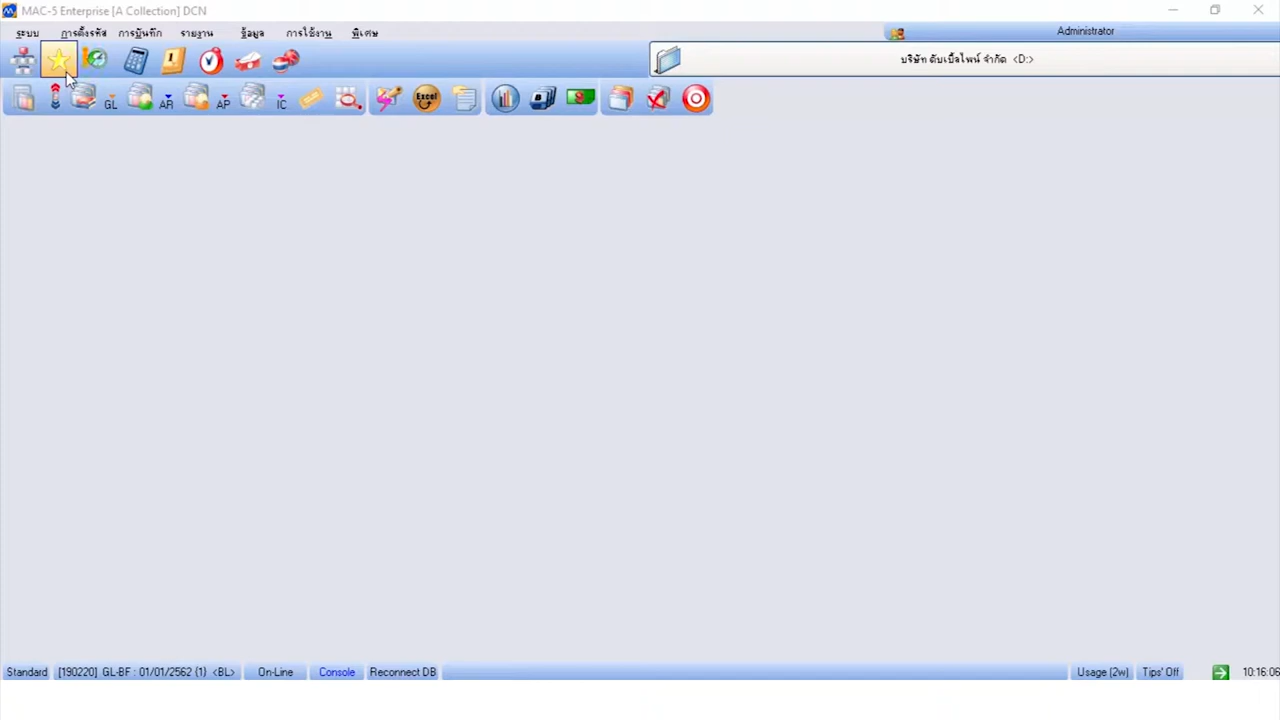 MAC-5 Enterprise [A Collection] DCN
ระบบ การตั้งรหัส การบันทึก รายงาน ข้อมูล การใช้งาน พิเศษ
Administrator
บริษัท ดับเบิ้ลไพน์ จำกัด <D:>
GL AR AP IC Excel
Standard [190220] GL-BF : 01/01/2562 (1) <BL> On-Line Console Reconnect DB Usage (2w) Tips' Off 10:16:06